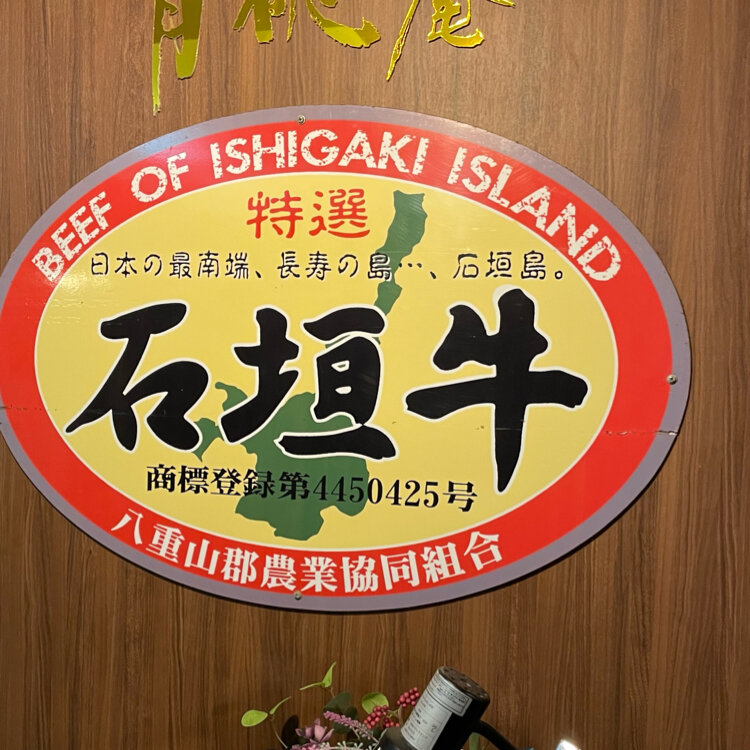 BEEF OF ISHIGAKI ISLAND
特選
日本の最南端、長寿の島…、石垣島。
石垣牛
商標登録第4450425号
八重山郡農業協同組合